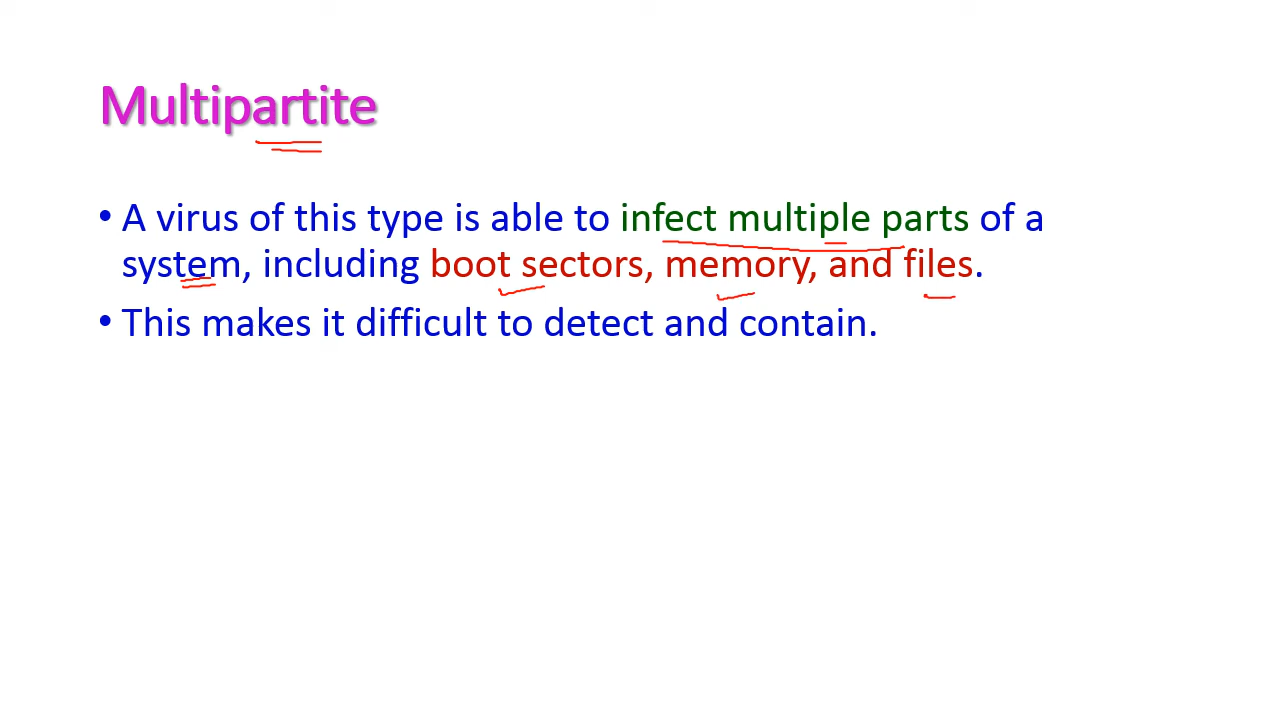 Multipartite
• A virus of this type is able to infect multiple parts of a
system, including boot sectors, memory, and files.
• This makes it difficult to detect and contain.